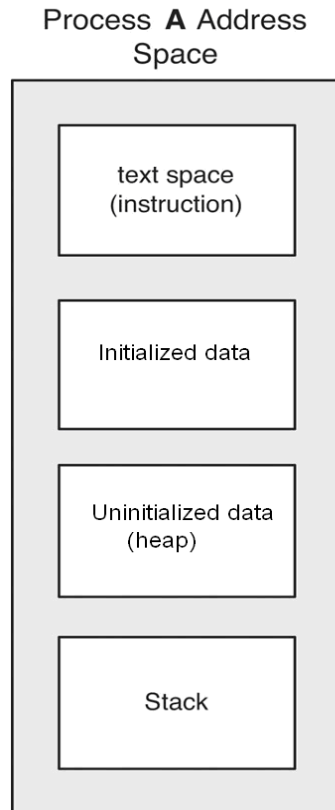 Process A Address
Space
text space
(instruction)
Initialized data
Uninitialized data
(heap)
Stack